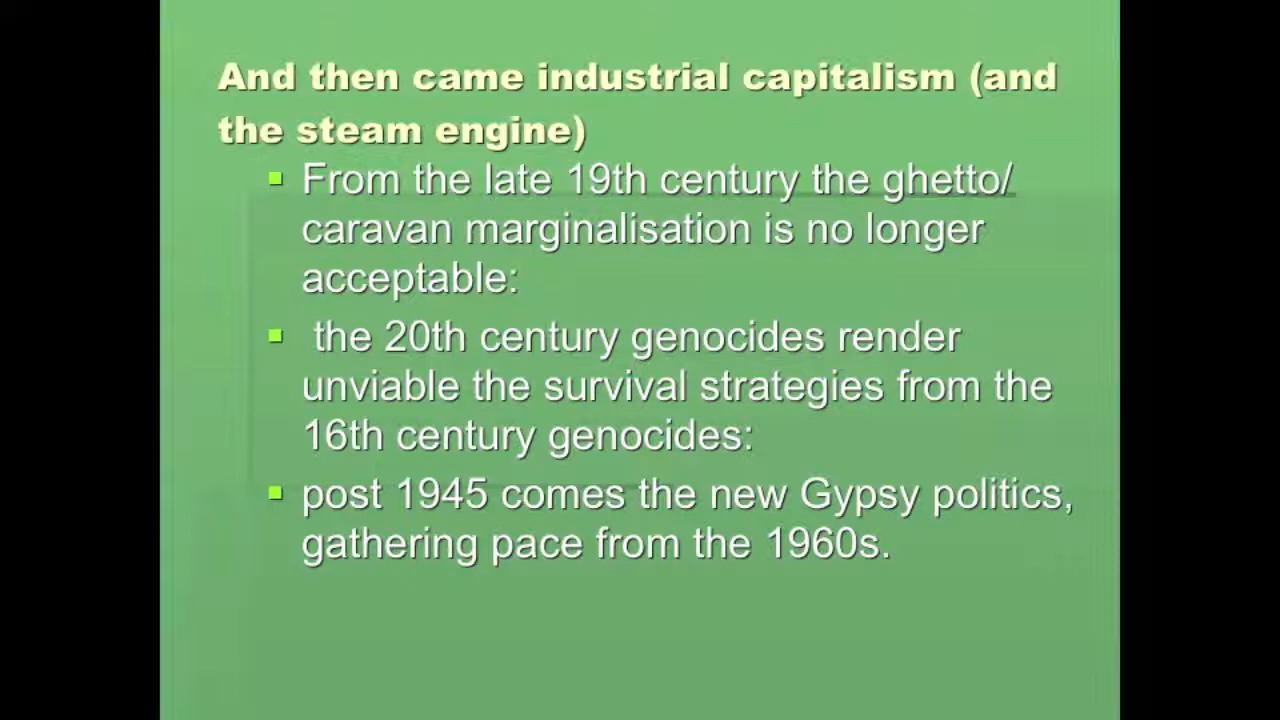 And then came industrial capitalism (and
the steam engine)
From the late 19th century the ghetto/
caravan marginalisation is no longer
acceptable:
the 20th century genocides render
unviable the survival strategies from the
16th century genocides:
post 1945 comes the new Gypsy politics,
gathering pace from the 1960s.